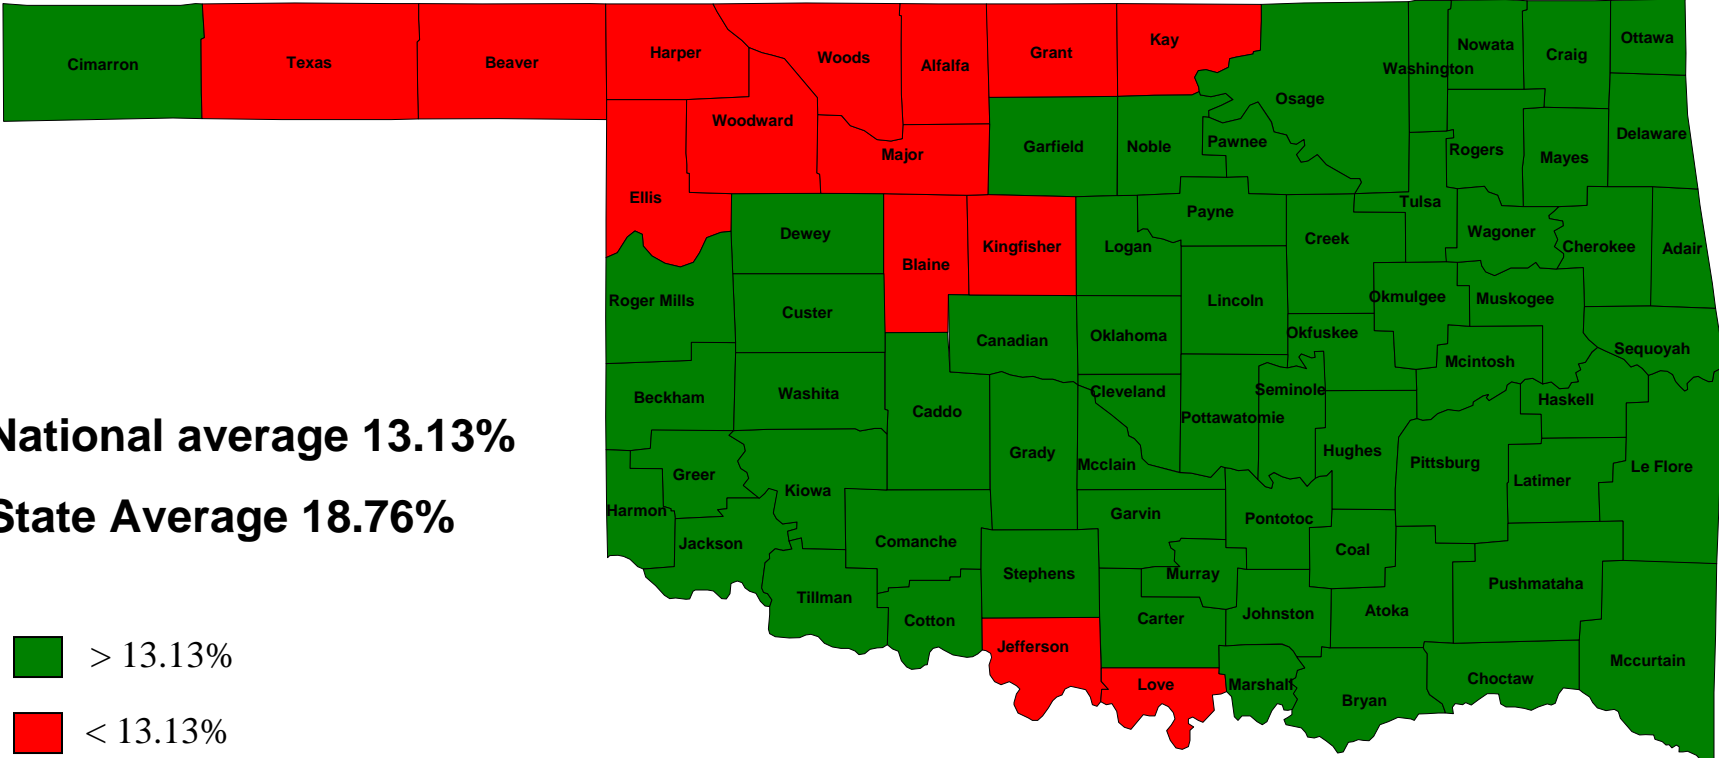 Cimarron
Texas
Beaver
Harper
Woods
Alfalfa
Grant
Kay
Osage
Washington
Nowata
Craig
Ottawa
Woodward
Major
Garfield
Noble
Pawnee
Rogers
Mayes
Delaware
Ellis
Dewey
Blaine
Kingfisher
Logan
Payne
Creek
Tulsa
Wagoner
Cherokee
Adair
Roger Mills
Custer
Canadian
Oklahoma
Lincoln
Okfuskee
Okmulgee
Muskogee
Mcintosh
Sequoyah
Beckham
Washita
Caddo
Cleveland
Pottawatomie
Seminole
Haskell
National average 13.13%
Greer
Kiowa
Grady
Mcclain
Hughes
Pittsburg
Latimer
Le Flore
State Average 18.76%
Harmon
Jackson
Comanche
Garvin
Pontotoc
Coal
Tillman
Cotton
Stephens
Murray
Carter
Johnston
Atoka
Pushmataha
Jefferson
Love
Marshall
Bryan
Choctaw
Mccurtain
> 13.13%
< 13.13%